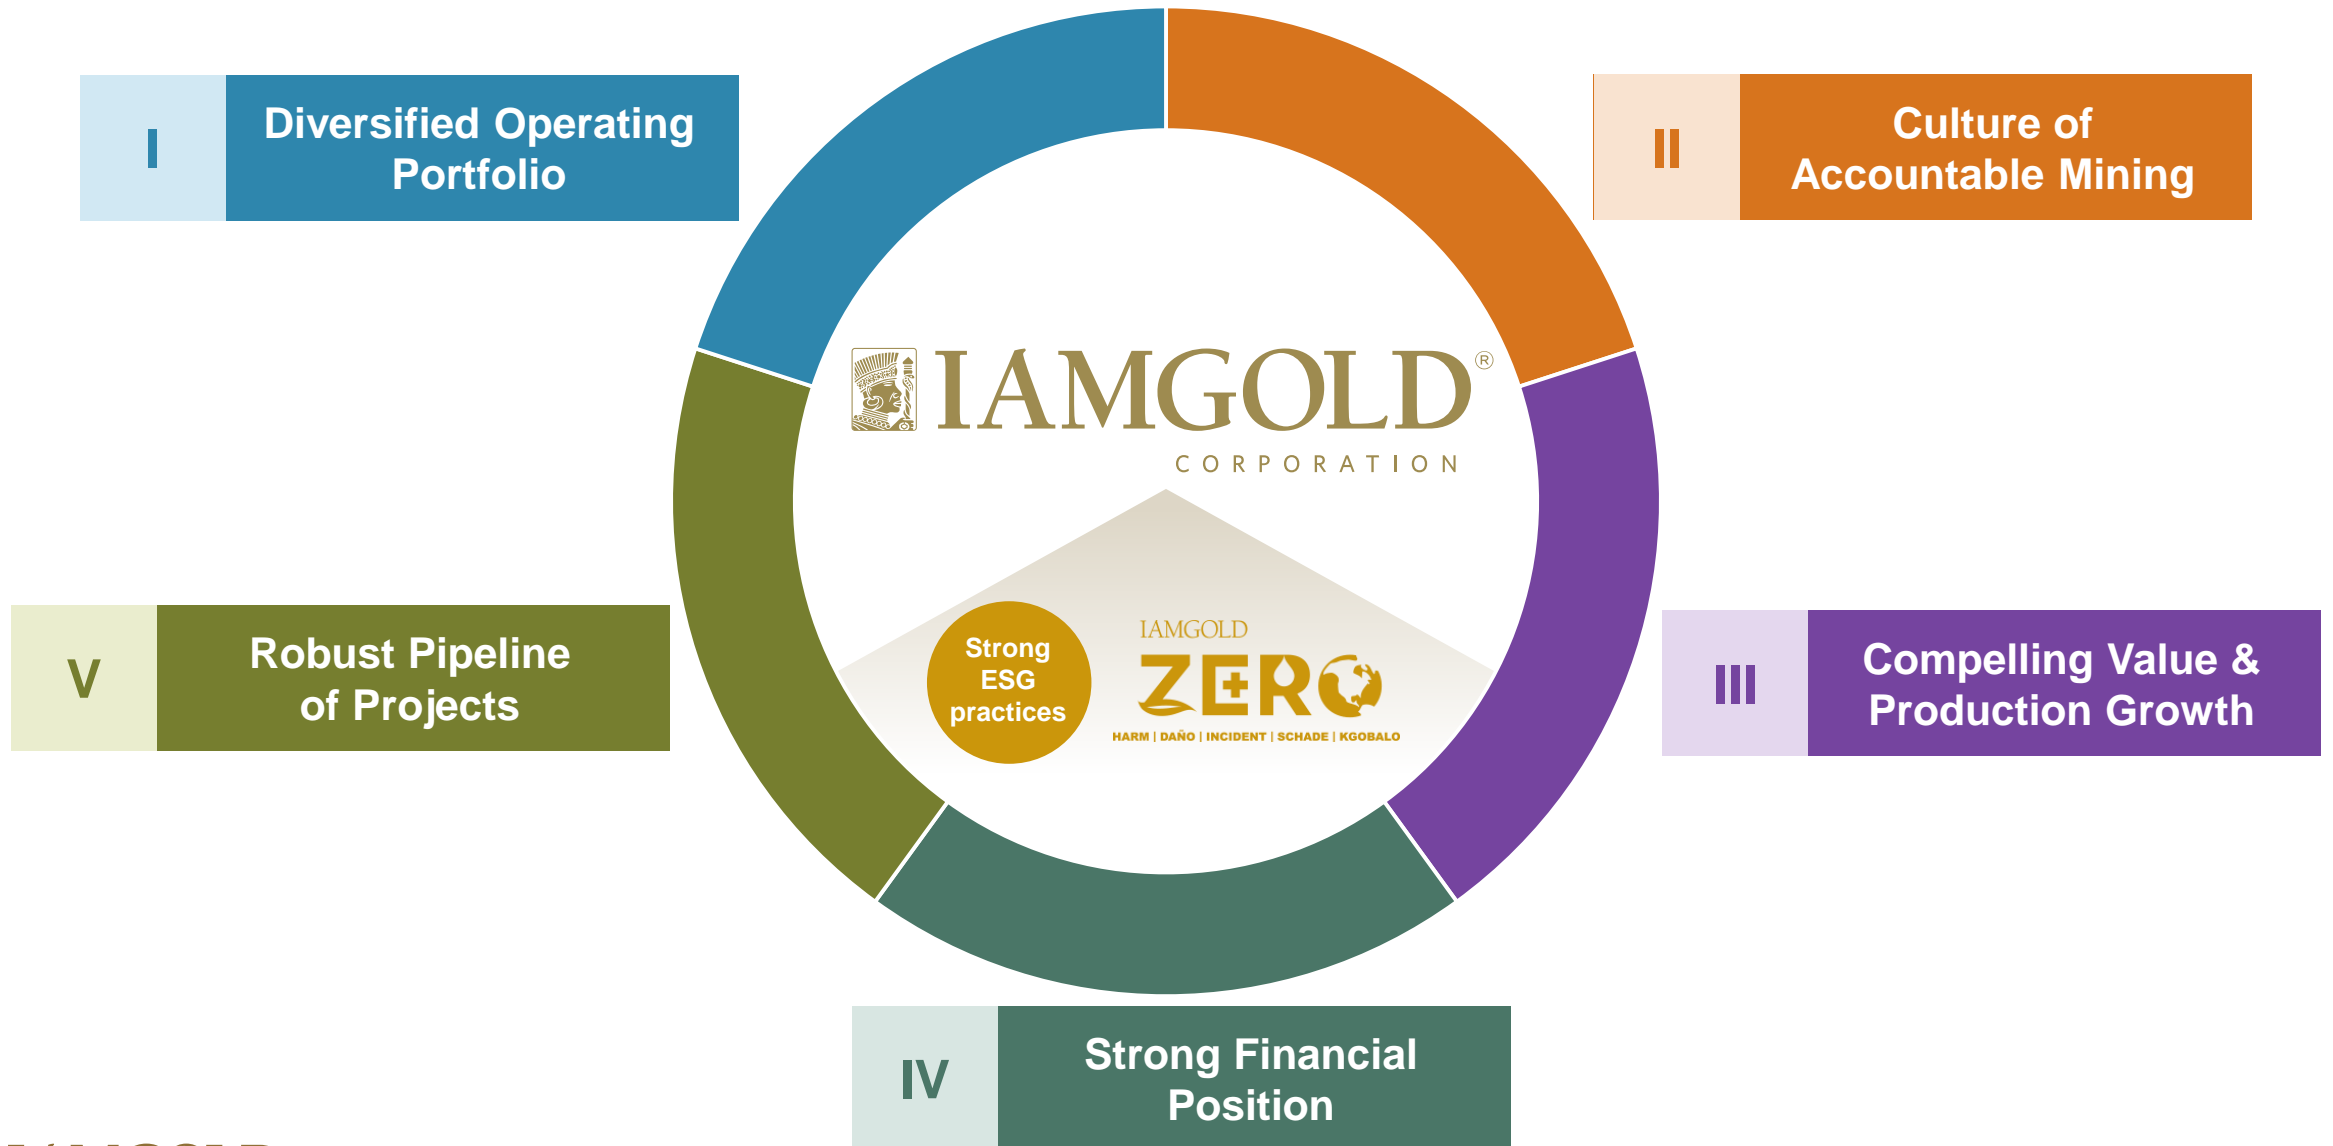 I
Diversified Operating
Portfolio
II
Culture of
Accountable Mining
IAMGOLD®
CORPORATION
Strong
ESG
practices
IAMGOLD
ZERO
HARM | DAÑO | INCIDENT | SCHADE | KGOBALO
V
Robust Pipeline
of Projects
III
Compelling Value &
Production Growth
IV
Strong Financial
Position